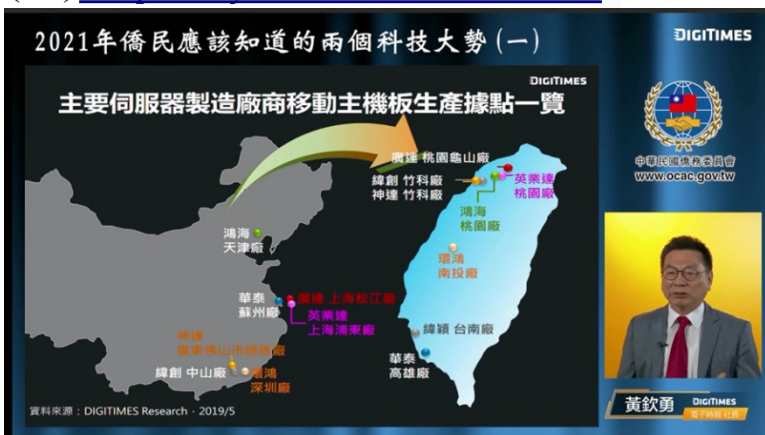 2021年僑民應該知道的兩個科技大勢(一)
DIGITIMES
DIGITIMES
主要伺服器製造廠商移動主機板生產據點一覽
廣達 桃園龜山廠
緯創 竹科廠
神達 竹科廠
英業達
桃園廠
鴻海
桃園廠
環鴻
南投廠
緯穎 台南廠
華泰
高雄廠
鴻海
天津廠
華泰
蘇州廠
廣達 上海松江廠
英業達
上海浦東廠
神達
廣東佛山市順德廠
緯創 中山廠
環鴻
深圳廠
資料來源：DIGITIMES Research，2019/5
中華民國僑務委員會
www.ocac.gov.tw
黃欽勇
DIGITIMES
電子時報 社長